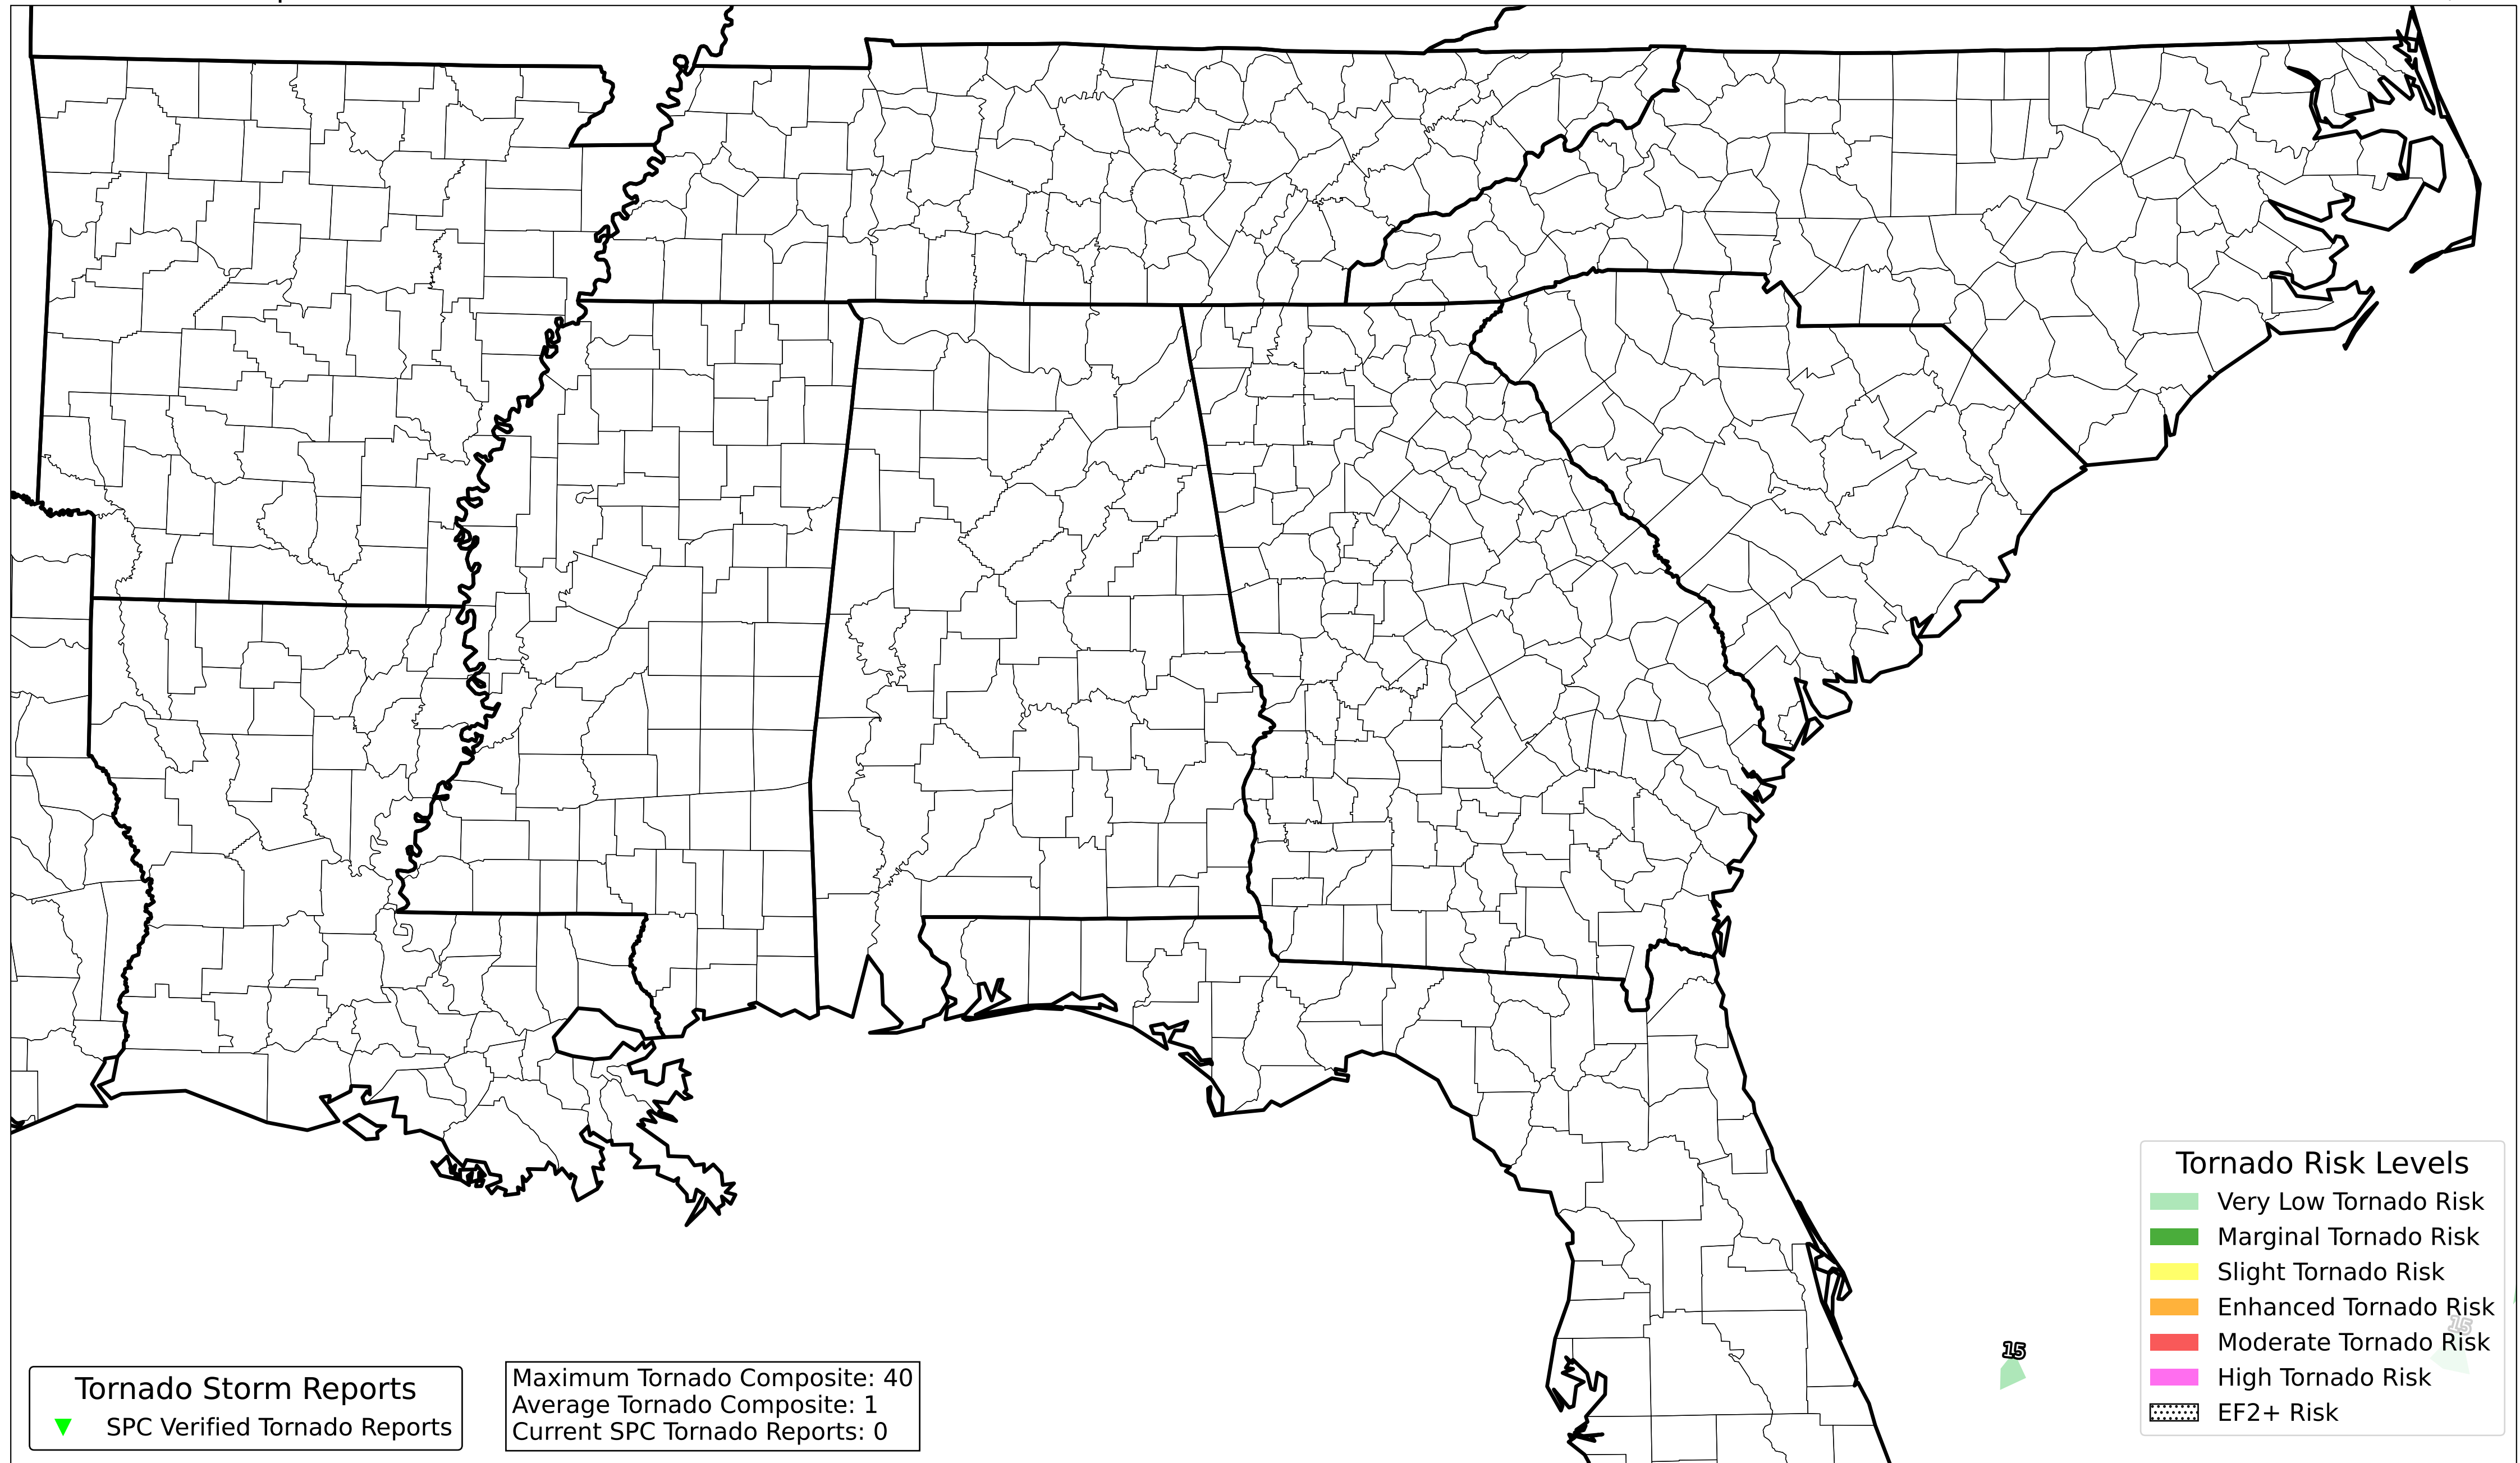 15
Tornado Risk Levels
Very Low Tornado Risk
Marginal Tornado Risk
Slight Tornado Risk
Enhanced Tornado Risk
15
Moderate Tornado Risk
High Tornado Risk
EF2+ Risk
Tornado Storm Reports
SPC Verified Tornado Reports
Maximum Tornado Composite: 40
Average Tornado Composite: 1
Current SPC Tornado Reports: 0